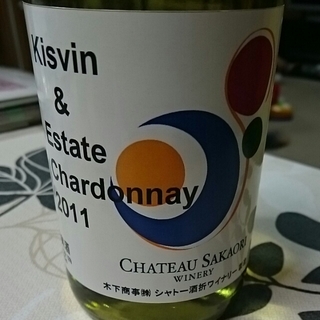 Kisvin
&
Estate
Chardonnay
2011
CHATEAU SAKAORI
WINERY
木下商事㈱ シャトー酒折ワイナリー